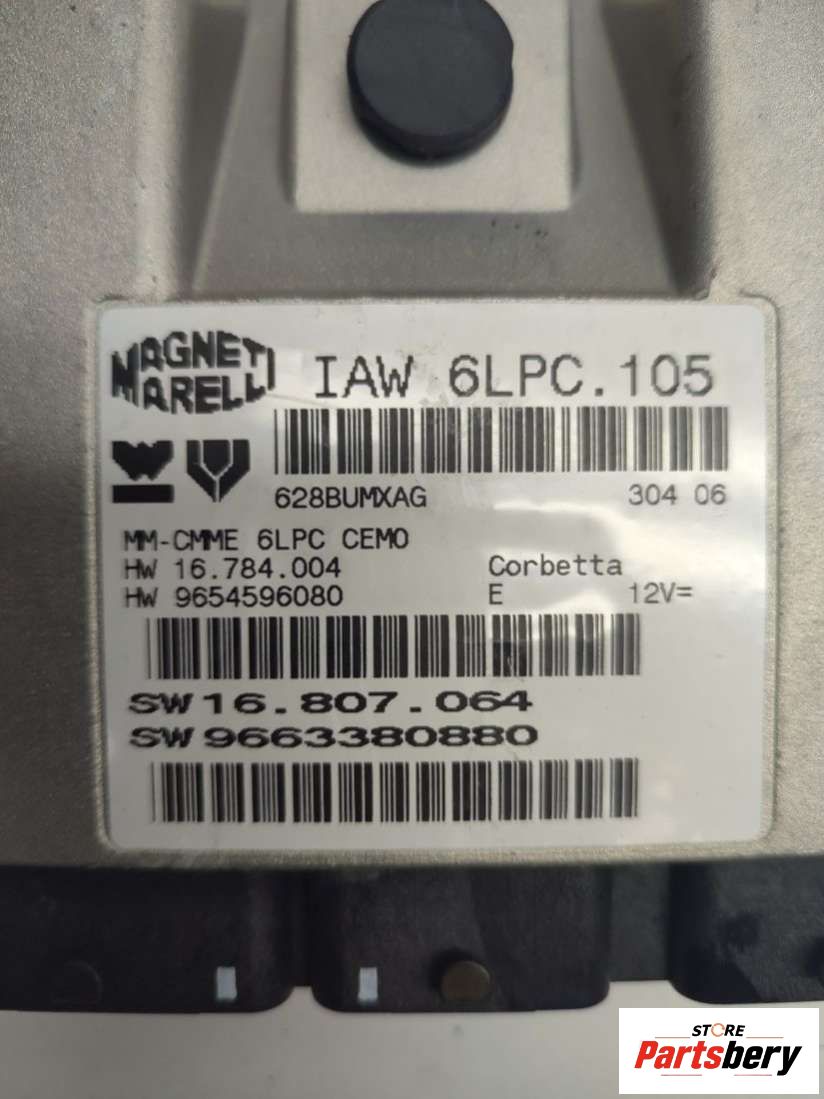 MAGNETI
MARELLI
IAW 6LPC.105
628BUMXAG 304 06
MM-CMME 6LPC CEMO
HW 16.784.004 Corbetta
HW 9654596080 E 12V=
SW 16.807.064
SW 9663380880
STORE
Partsbery